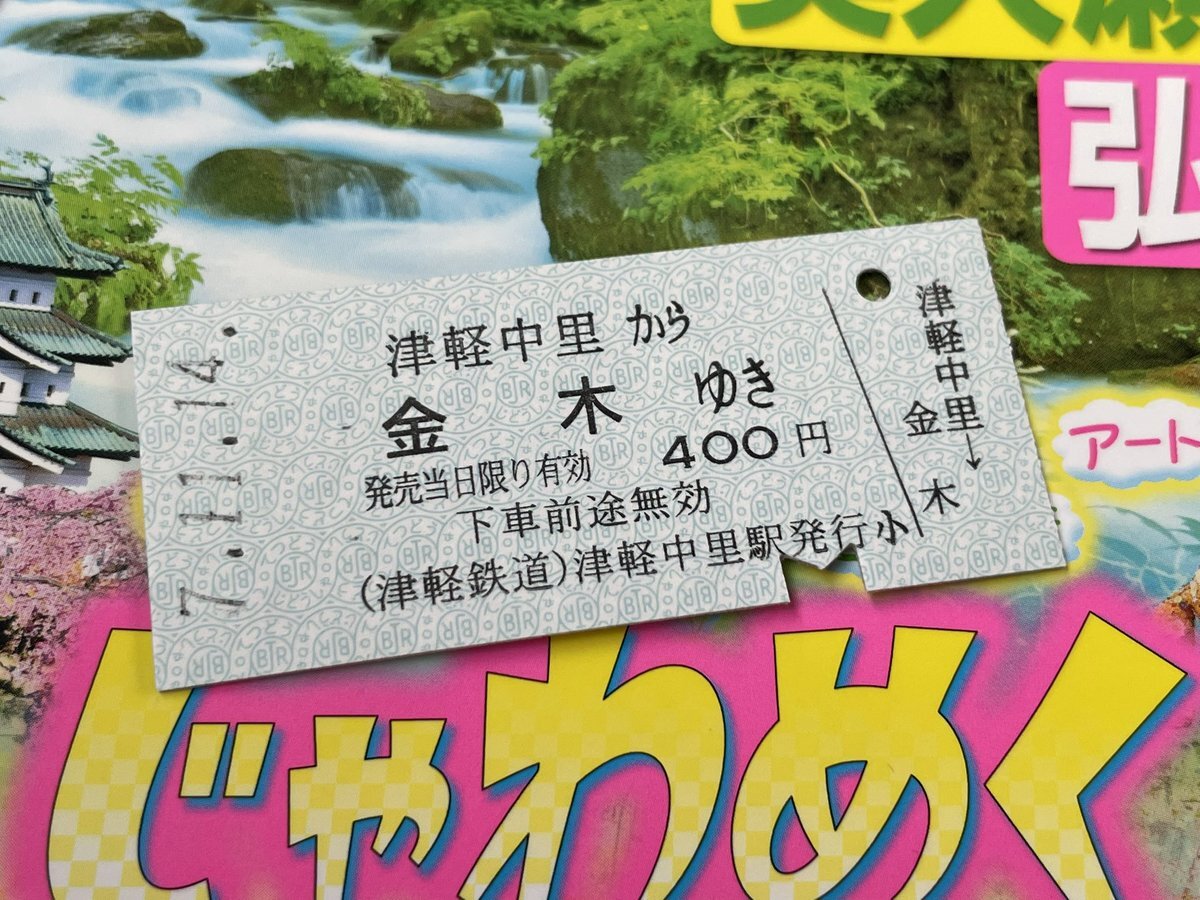 弘
アート
7.11.14.
津軽中里 から
金 木 ゆき
発売当日限り有効 400円
下車前途無効
(津軽鉄道)津軽中里駅発行 小
津軽中里→
金 木
じゃわめく